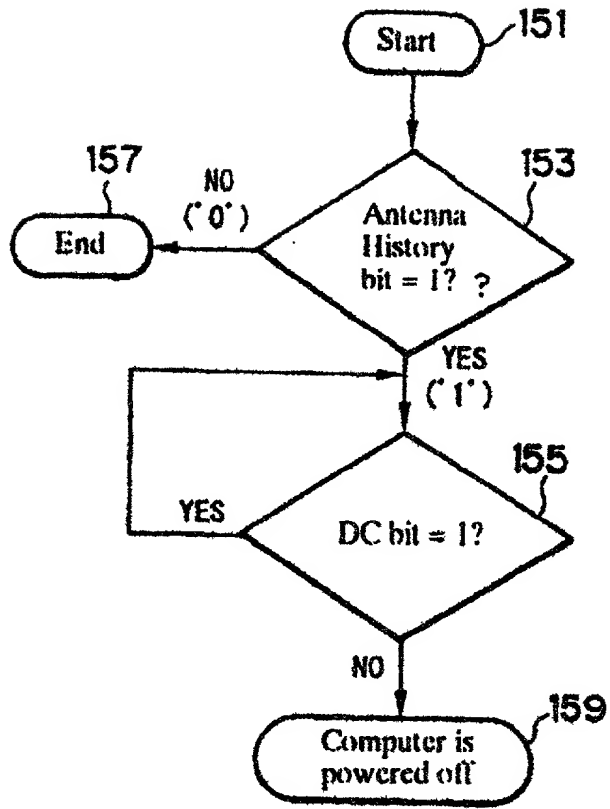 Start
151
153
157
NO
('0')
End
Antenna
History
bit = 1? ?
YES
('1')
155
YES
DC bit = 1?
NO
159
Computer is
powered off